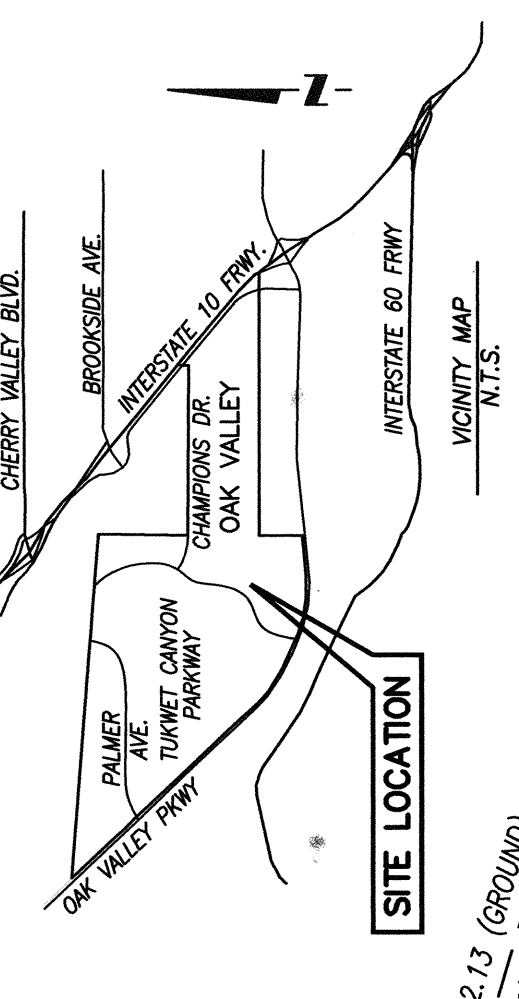 CHERRY VALLEY BLVD.
BROOKSIDE AVE.
INTERSTATE 10 FRWY.
CHAMPIONS DR.
OAK VALLEY
TUKWET CANYON
PARKWAY
PALMER
AVE.
OAK VALLEY PKWY
INTERSTATE 60 FRWY
SITE LOCATION
VICINITY MAP
N.T.S.
N
2.13 (GROUND)